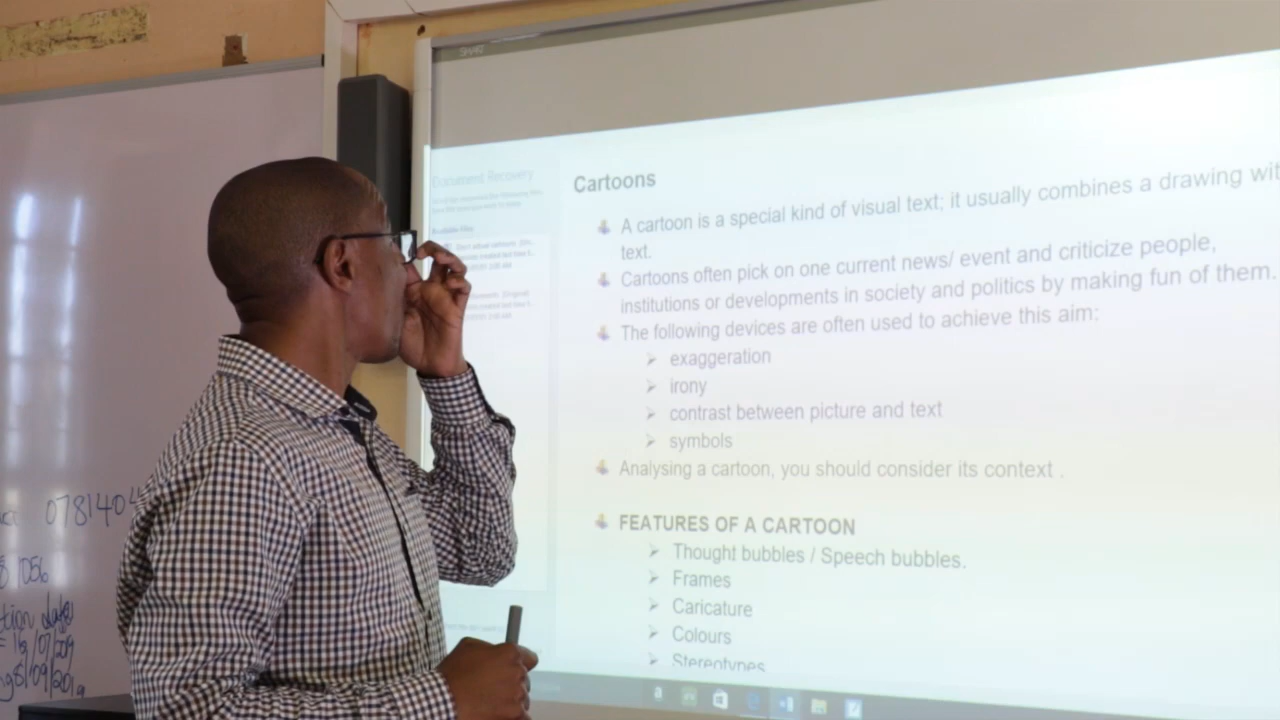 SMART
Document Recovery
Available files
Cartoons
A cartoon is a special kind of visual text; it usually combines a drawing wit
text.
Cartoons often pick on one current news/ event and criticize people,
institutions or developments in society and politics by making fun of them.
The following devices are often used to achieve this aim:
exaggeration
irony
contrast between picture and text
symbols
Analysing a cartoon, you should consider its context .
FEATURES OF A CARTOON
Thought bubbles / Speech bubbles.
Frames
Caricature
Colours
Stereotypes
078140
1056